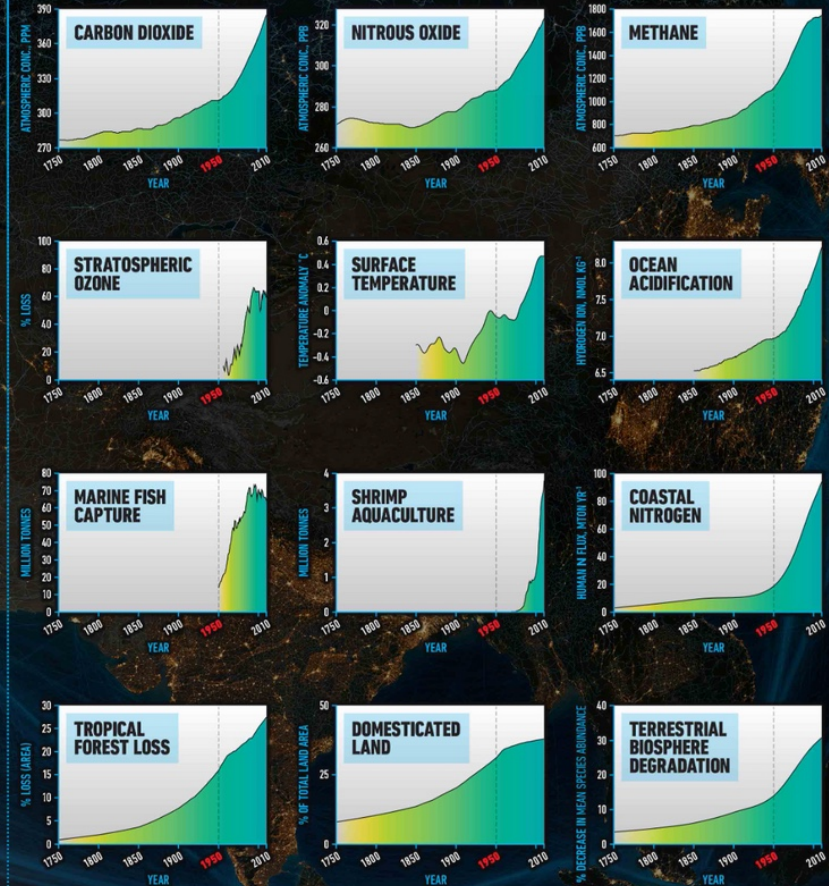 CARBON DIOXIDE
ATMOSPHERIC CONC., PPM
390
360
330
300
270
1750 1800 1850 1900 1950 2010
YEAR
NITROUS OXIDE
ATMOSPHERIC CONC., PPB
320
300
280
260
1750 1800 1850 1900 1950 2010
YEAR
METHANE
ATMOSPHERIC CONC., PPB
1800
1600
1400
1200
1000
800
600
1750 1800 1850 1900 1950 2010
YEAR
STRATOSPHERIC
OZONE
% LOSS
100
80
60
40
20
0
1750 1800 1850 1900 1950 2010
YEAR
SURFACE
TEMPERATURE
TEMPERATURE ANOMALY °C
0.6
0.4
0.2
0
-0.2
-0.4
-0.6
1750 1800 1850 1900 1950 2010
YEAR
OCEAN
ACIDIFICATION
HYDROGEN ION, NMOL KG-1
8.0
7.5
7.0
6.5
1750 1800 1850 1900 1950 2010
YEAR
MARINE FISH
CAPTURE
MILLION TONNES
80
70
60
50
40
30
20
10
0
1750 1800 1850 1900 1950 2010
YEAR
SHRIMP
AQUACULTURE
MILLION TONNES
4
3
2
1
0
1750 1800 1850 1900 1950 2010
YEAR
COASTAL
NITROGEN
HUMAN N FLUX, MTON YR-1
100
80
60
40
20
0
1750 1800 1850 1900 1950 2010
YEAR
TROPICAL
FOREST LOSS
% LOSS (AREA)
30
25
20
15
10
5
0
1750 1800 1850 1900 1950 2010
YEAR
DOMESTICATED
LAND
% OF TOTAL LAND AREA
50
25
0
1750 1800 1850 1900 1950 2010
YEAR
TERRESTRIAL
BIOSPHERE
DEGRADATION
% DECREASE IN MEAN SPECIES ABUNDANCE
40
30
20
10
0
1750 1800 1850 1900 1950 2010
YEAR